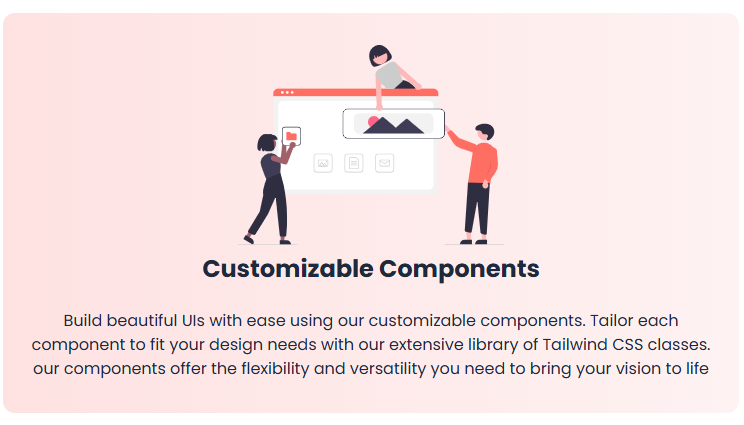 Customizable Components
Build beautiful UIs with ease using our customizable components. Tailor each
component to fit your design needs with our extensive library of Tailwind CSS classes.
our components offer the flexibility and versatility you need to bring your vision to life